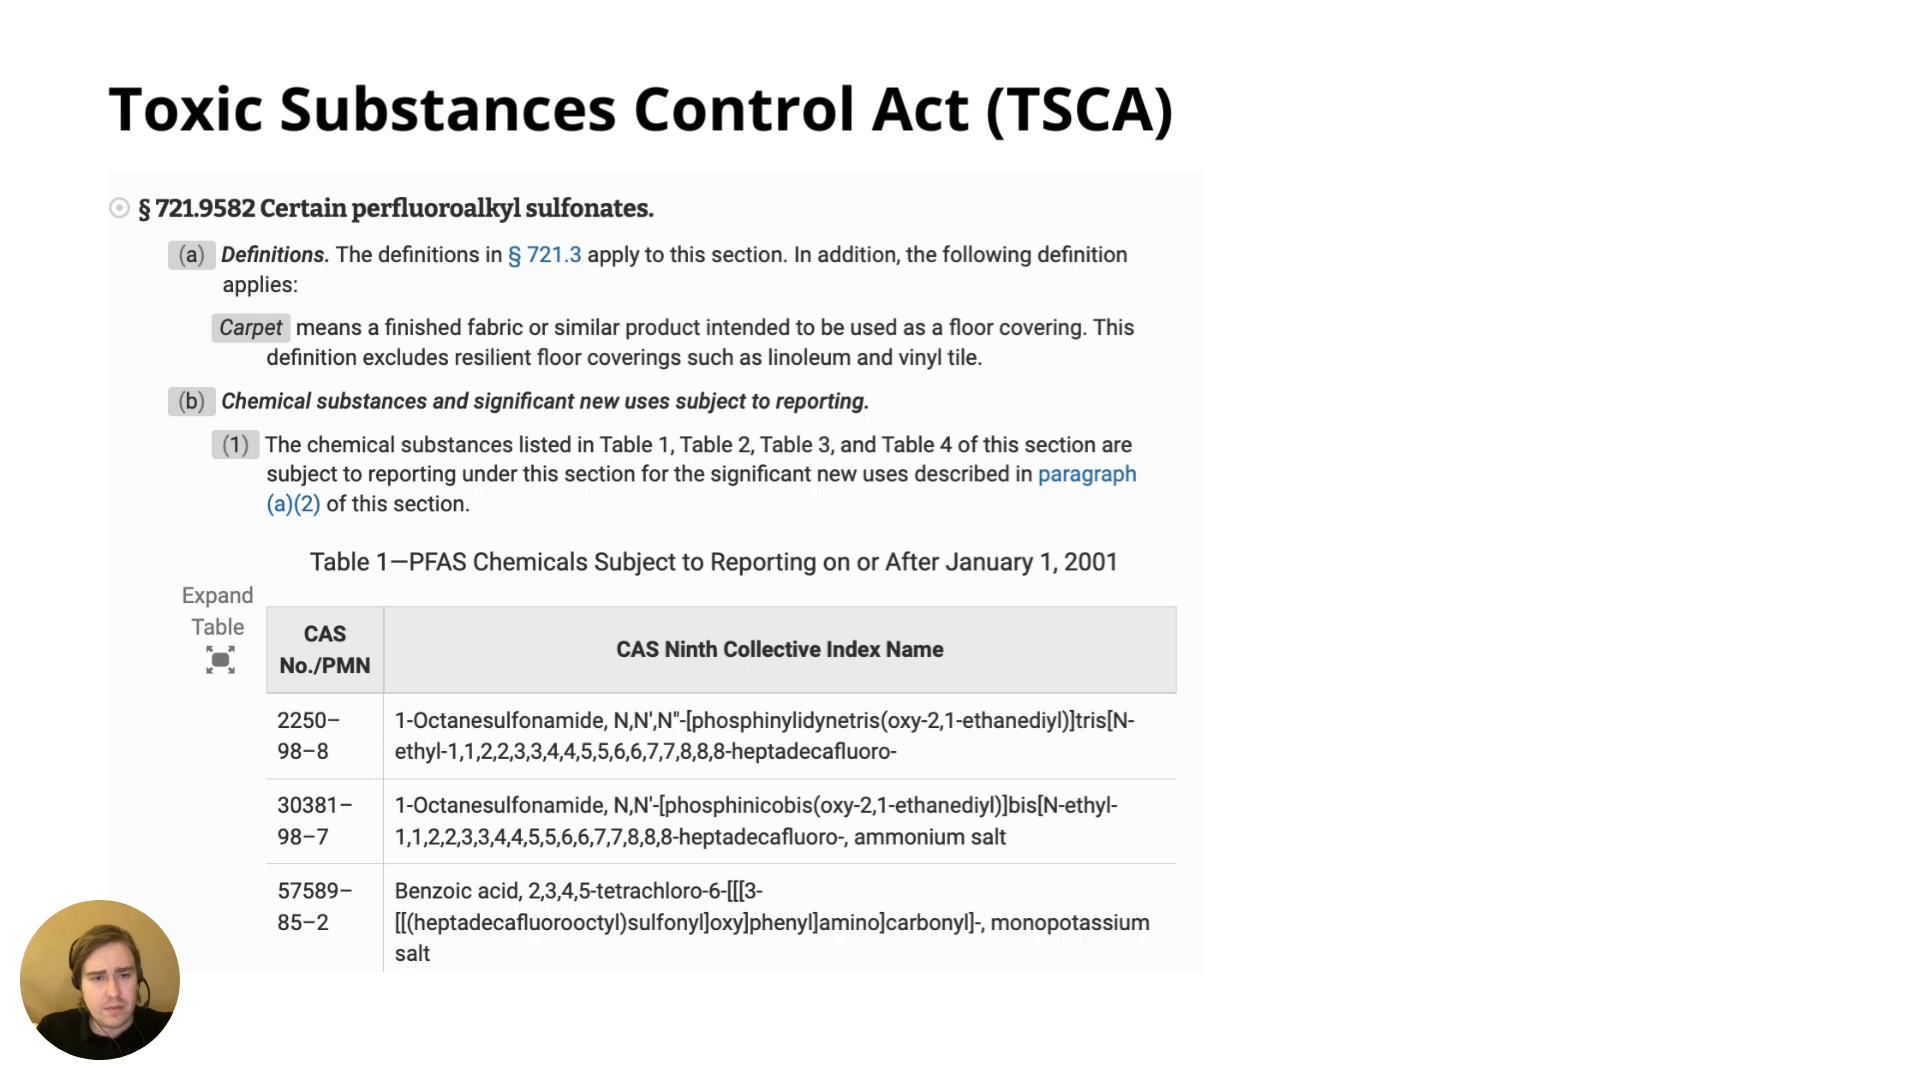 Toxic Substances Control Act (TSCA)
§ 721.9582 Certain perfluoroalkyl sulfonates.
(a) Definitions. The definitions in § 721.3 apply to this section. In addition, the following definition
applies:
Carpet means a finished fabric or similar product intended to be used as a floor covering. This
definition excludes resilient floor coverings such as linoleum and vinyl tile.
(b) Chemical substances and significant new uses subject to reporting.
(1) The chemical substances listed in Table 1, Table 2, Table 3, and Table 4 of this section are
subject to reporting under this section for the significant new uses described in paragraph
(a)(2) of this section.
Table 1—PFAS Chemicals Subject to Reporting on or After January 1, 2001
Expand
Table
CAS
No./PMN
CAS Ninth Collective Index Name
2250–
98–8
1-Octanesulfonamide, N,N',N"-[phosphinylidynetris(oxy-2,1-ethanediyl)]tris[N-
ethyl-1,1,2,2,3,3,4,4,5,5,6,6,7,7,8,8,8-heptadecafluoro-
30381–
98–7
1-Octanesulfonamide, N,N'-[phosphinicobis(oxy-2,1-ethanediyl)]bis[N-ethyl-
1,1,2,2,3,3,4,4,5,5,6,6,7,7,8,8,8-heptadecafluoro-, ammonium salt
57589–
85–2
Benzoic acid, 2,3,4,5-tetrachloro-6-[[[3-
[[(heptadecafluorooctyl)sulfonyl]oxy]phenyl]amino]carbonyl]-, monopotassium
salt